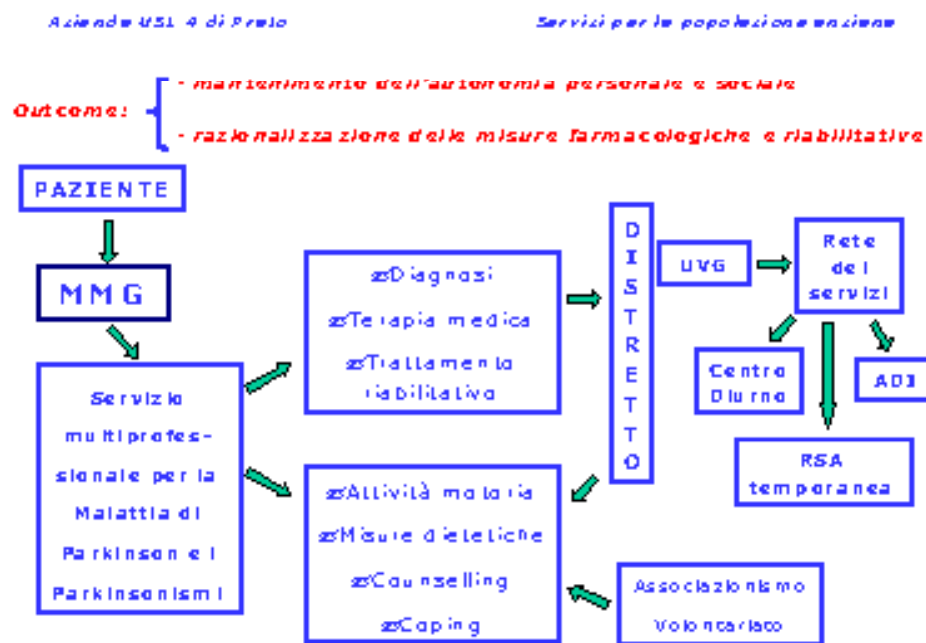 Azienda USL 4 di Prato
Servizi per la popolazione anziana
- mantenimento dell'autonomia personale e sociale
Outcome:
- razionalizzazione delle misure farmacologiche e riabilitative
PAZIENTE
MMG
Servizio
multiprofes-
sionale per la
Malattia di
Parkinson e i
Parkinsonismi
Diagnosi
Terapia medica
Trattamento
riabilitativo
Attività motoria
Misure dietetiche
Counselling
Coping
DISTRETTO
UVG
Rete
dei
servizi
Centro
Diurno
ADI
RSA
temporanea
Associazionismo
Volontariato